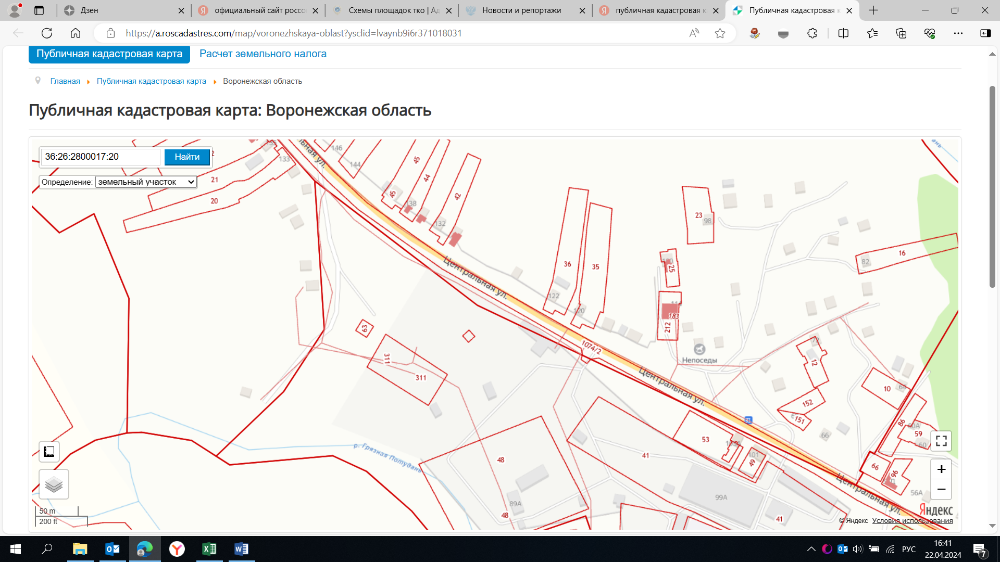 Дзен
официальный сайт россо
Схемы площадок тко | Ад
Новости и репортажи
публичная кадастровая к
Публичная кадастровая к
https://a.roscadastres.com/map/voronezhskaya-oblast?ysclid=lvaynb9i6r371018031
Публичная кадастровая карта
Расчет земельного налога
Главная
Публичная кадастровая карта
Воронежская область
Публичная кадастровая карта: Воронежская область
36:26:2800017:20
Найти
Определение:
земельный участок
21
20
133
146
144
45
44
45
42
138
132
Центральная ул.
36
35
122
120
23
98
25
183
212
Непоседы
16
82
63
311
311
1074/2
Центральная ул.
72
12
10
64
152
151
66
86
60А
59
60
53
101
49
41
48
р. Грязная Потудань
89А
48
99А
41
66
96
56А
Центральная ул.
+
−
50 m
200 ft
Яндекс
© Яндекс
Условия использования
РУС
16:41
22.04.2024
7